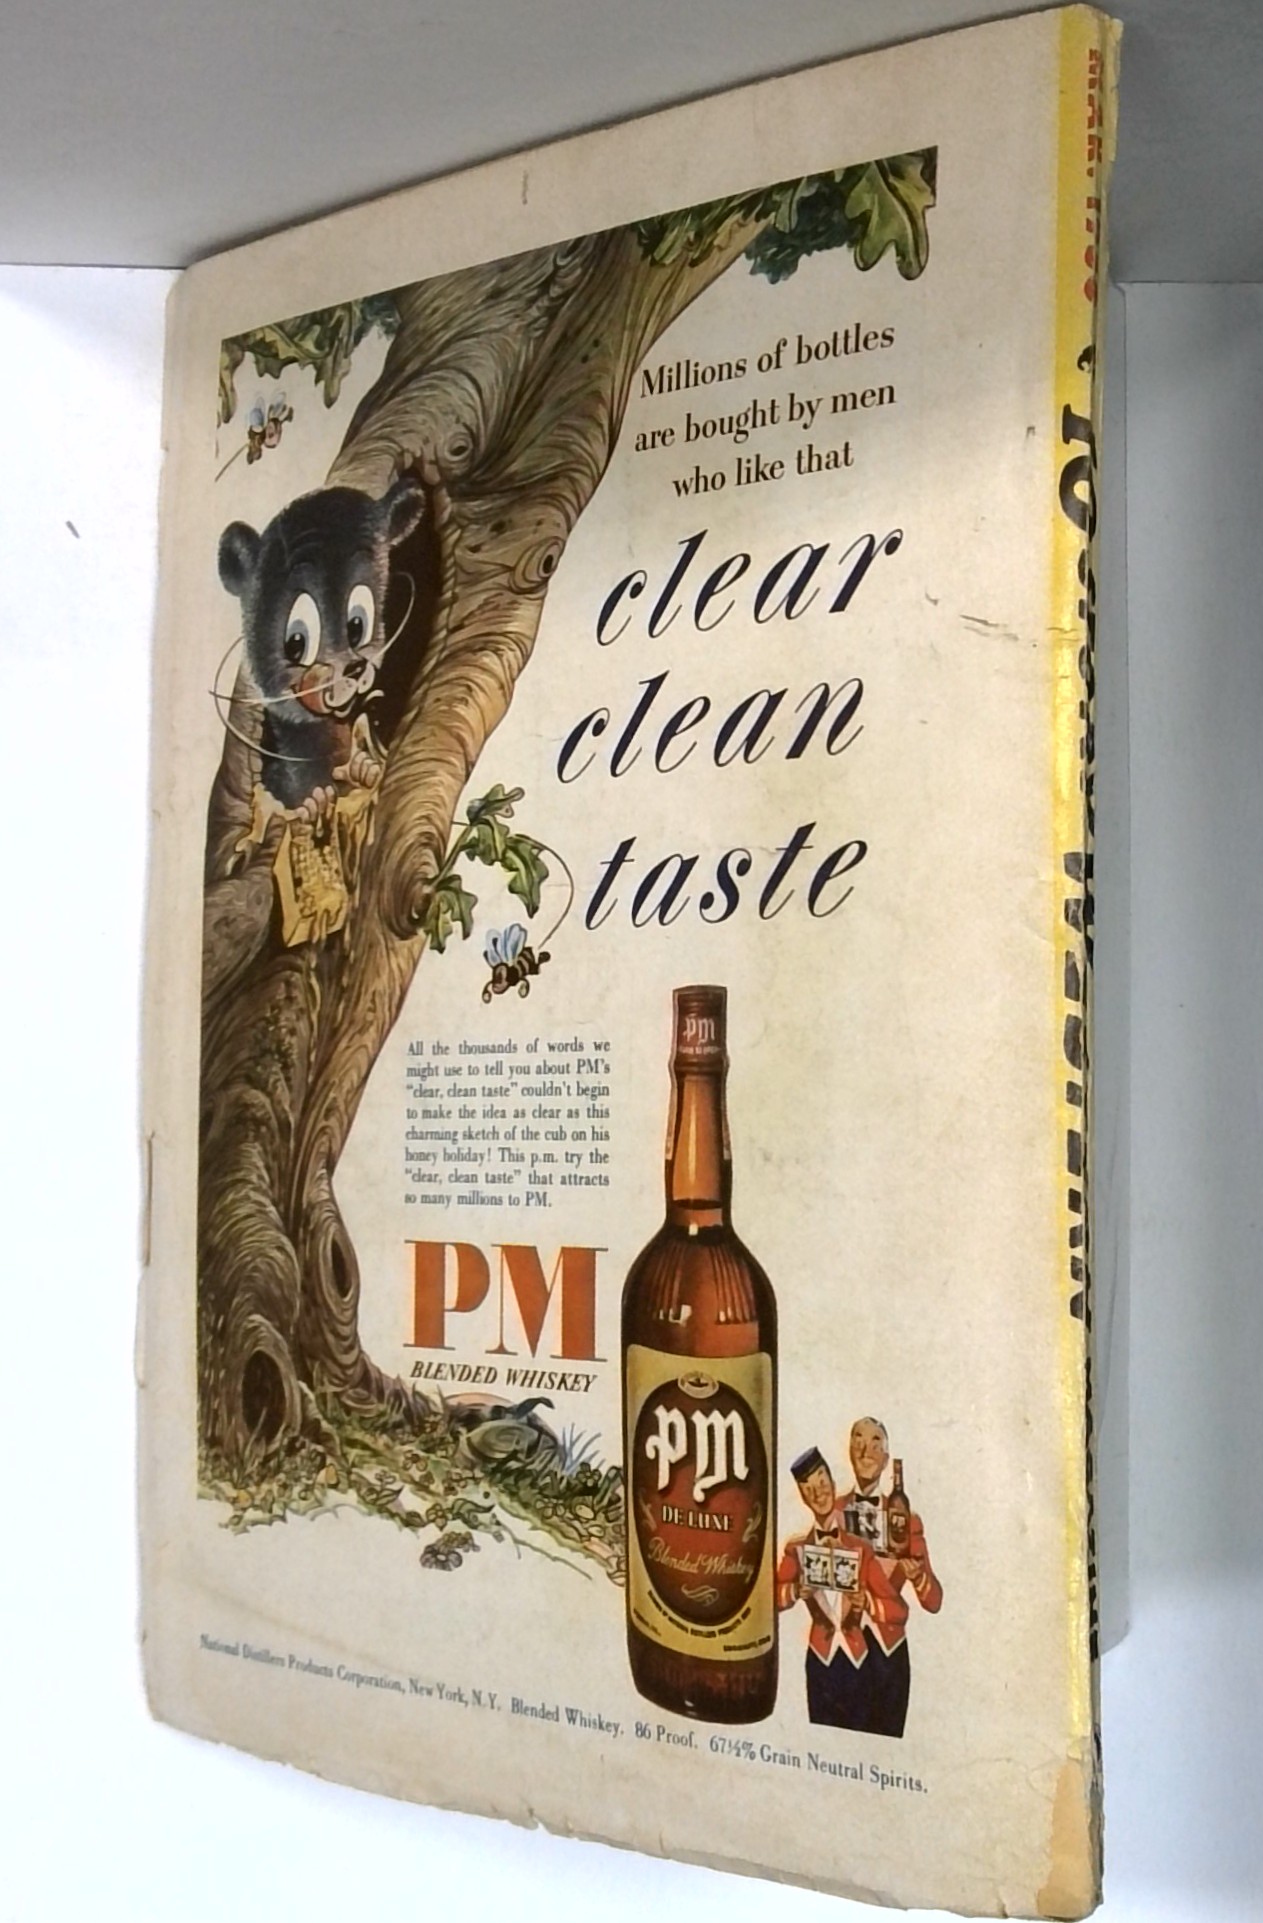 Millions of bottles
are bought by men
who like that
clear
clean
taste
All the thousands of words we
might use to tell you about PM's
"clear, clean taste" couldn't begin
to make the idea as clear as this
charming sketch of the cub on his
honey holiday! This p.m. try the
"clear, clean taste" that attracts
so many millions to PM.
PM
BLENDED WHISKEY
pm
pm
DE LUXE
Blended Whiskey
National Distillers Products Corporation, New York, N.Y. Blended Whiskey. 86 Proof. 67½% Grain Neutral Spirits.